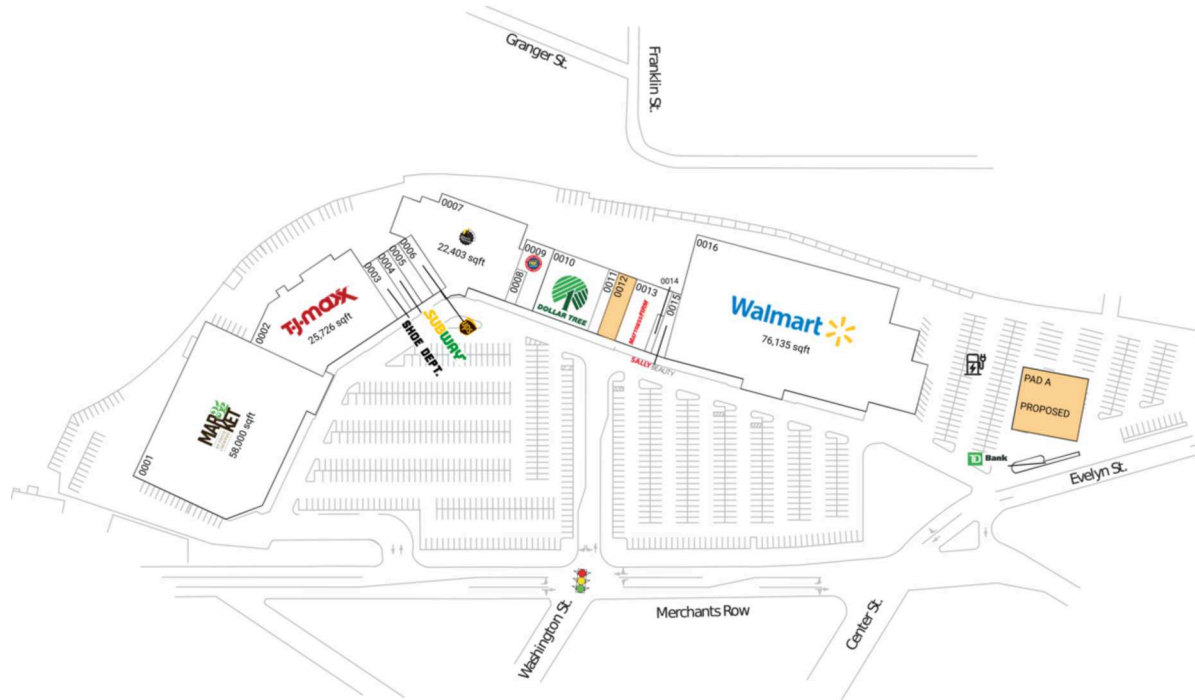 Granger St.
Franklin St.
0007
22,403 sqft
0006
0005
0004
0003
0009
0008
0010
DOLLAR TREE
0011
0012
0013
MATTRESSFIRM
0014
0015
SALLY BEAUTY
0016
Walmart
76,135 sqft
0002
T.J.maxx
25,726 sqft
SHOE DEPT.
SUBWAY
ups
0001
MARKET
58,000 sqft
PAD A
PROPOSED
TD Bank
Evelyn St.
Merchants Row
Washington St.
Center St.